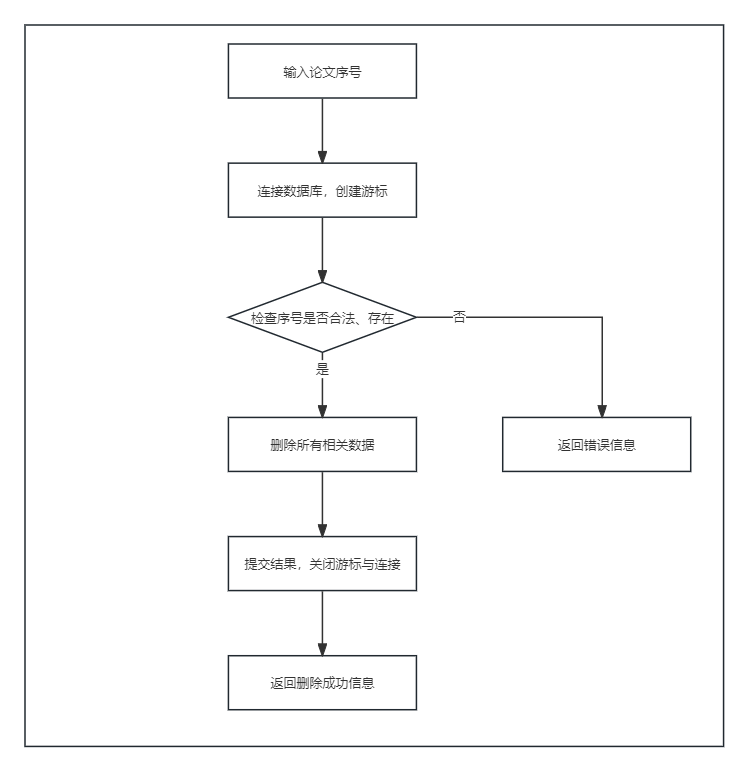 输入论文序号
连接数据库，创建游标
检查序号是否合法、存在
否
是
删除所有相关数据
返回错误信息
提交结果，关闭游标与连接
返回删除成功信息